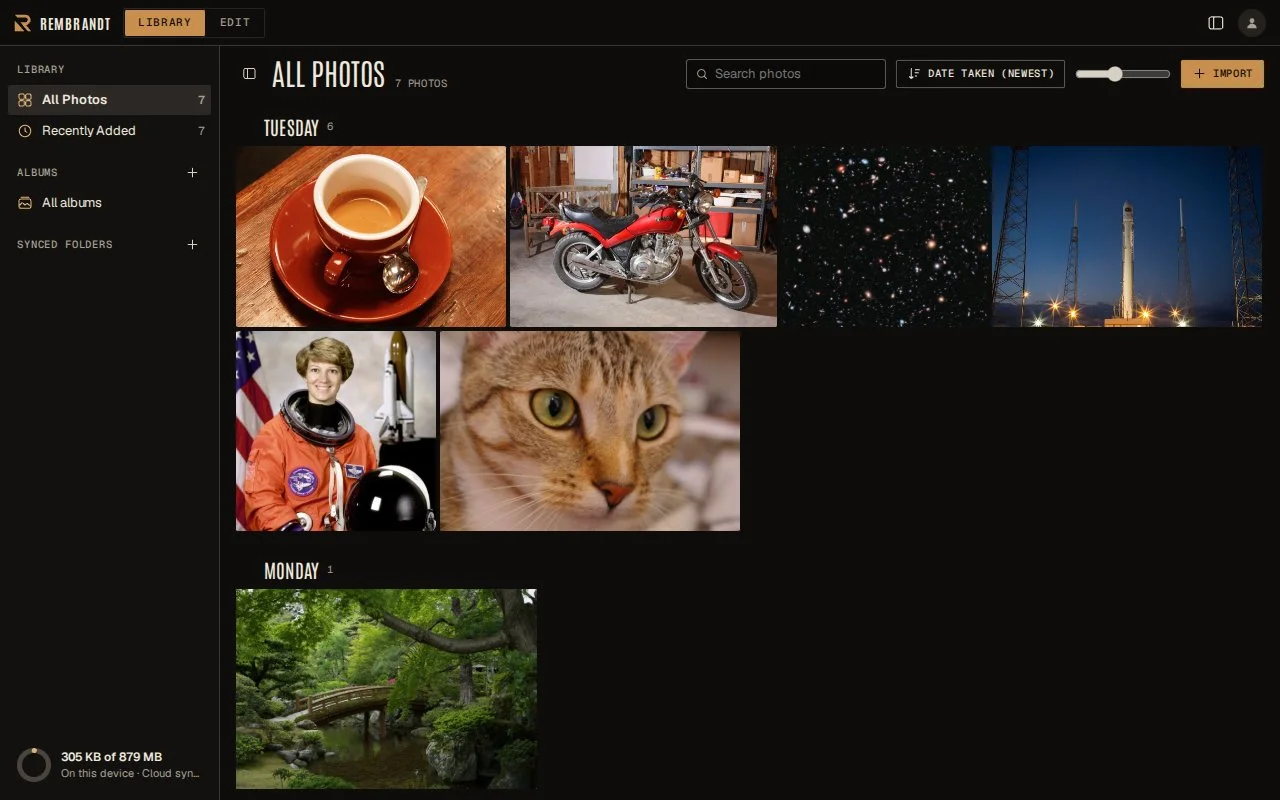 REMBRANDT
LIBRARY
EDIT
LIBRARY
All Photos 7
Recently Added 7
ALBUMS
All albums
SYNCED FOLDERS
305 KB of 879 MB
On this device · Cloud syn…
ALL PHOTOS
7 PHOTOS
Search photos
DATE TAKEN (NEWEST)
IMPORT
TUESDAY 6
MONDAY 1